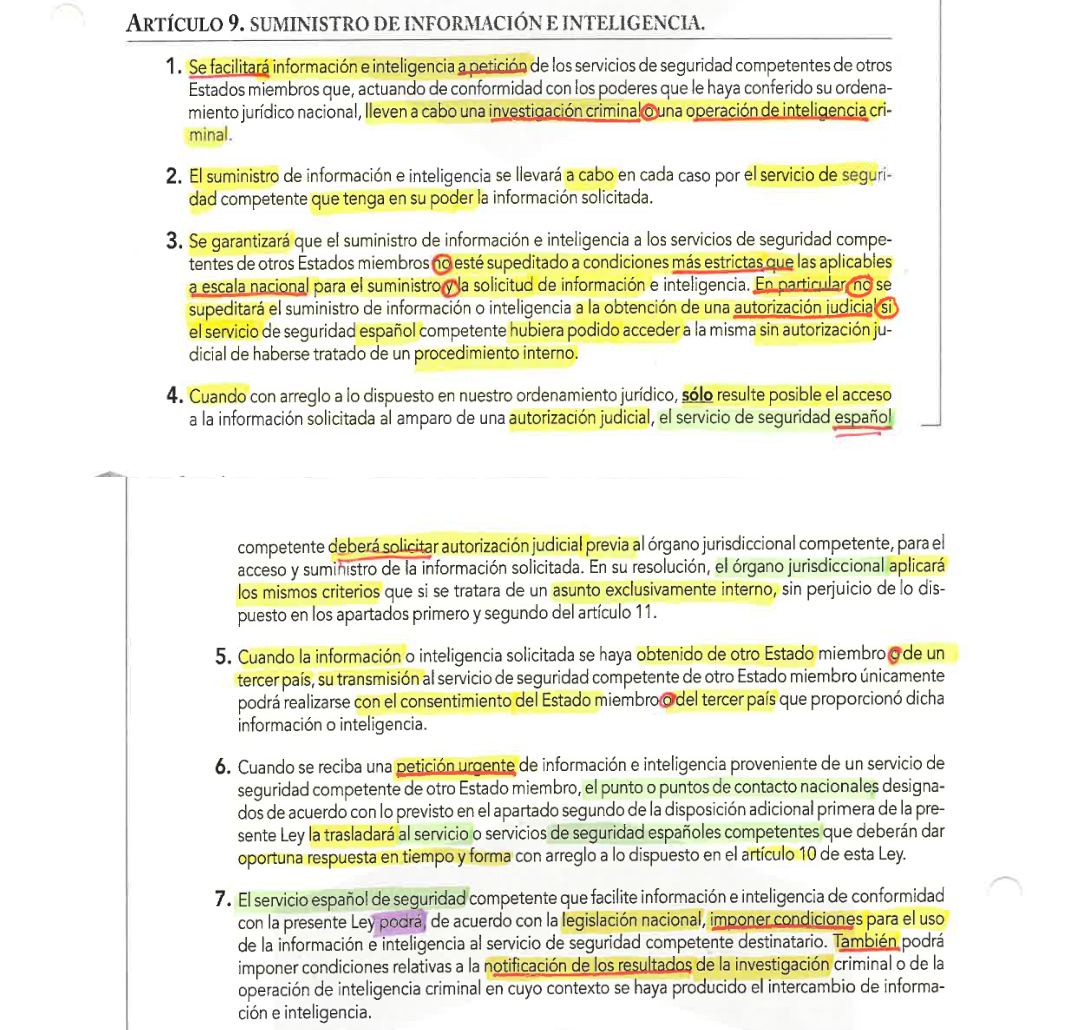 ARTÍCULO 9. SUMINISTRO DE INFORMACIÓN E INTELIGENCIA.
1. Se facilitará información e inteligencia a petición de los servicios de seguridad competentes de otros
Estados miembros que, actuando de conformidad con los poderes que le haya conferido su ordena-
miento jurídico nacional, lleven a cabo una investigación criminal o una operación de inteligencia cri-
minal.
2. El suministro de información e inteligencia se llevará a cabo en cada caso por el servicio de seguri-
dad competente que tenga en su poder la información solicitada.
3. Se garantizará que el suministro de información e inteligencia a los servicios de seguridad compe-
tentes de otros Estados miembros no esté supeditado a condiciones más estrictas que las aplicables
a escala nacional para el suministro y la solicitud de información e inteligencia. En particular, no se
supeditará el suministro de información o inteligencia a la obtención de una autorización judicial si
el servicio de seguridad español competente hubiera podido acceder a la misma sin autorización ju-
dicial de haberse tratado de un procedimiento interno.
4. Cuando con arreglo a lo dispuesto en nuestro ordenamiento jurídico, sólo resulte posible el acceso
a la información solicitada al amparo de una autorización judicial, el servicio de seguridad español
competente deberá solicitar autorización judicial previa al órgano jurisdiccional competente, para el
acceso y suministro de la información solicitada. En su resolución, el órgano jurisdiccional aplicará
los mismos criterios que si se tratara de un asunto exclusivamente interno, sin perjuicio de lo dis-
puesto en los apartados primero y segundo del artículo 11.
5. Cuando la información o inteligencia solicitada se haya obtenido de otro Estado miembro o de un
tercer país, su transmisión al servicio de seguridad competente de otro Estado miembro únicamente
podrá realizarse con el consentimiento del Estado miembro o del tercer país que proporcionó dicha
información o inteligencia.
6. Cuando se reciba una petición urgente de información e inteligencia proveniente de un servicio de
seguridad competente de otro Estado miembro, el punto o puntos de contacto nacionales designa-
dos de acuerdo con lo previsto en el apartado segundo de la disposición adicional primera de la pre-
sente Ley la trasladará al servicio o servicios de seguridad españoles competentes que deberán dar
oportuna respuesta en tiempo y forma con arreglo a lo dispuesto en el artículo 10 de esta Ley.
7. El servicio español de seguridad competente que facilite información e inteligencia de conformidad
con la presente Ley podrá, de acuerdo con la legislación nacional, imponer condiciones para el uso
de la información e inteligencia al servicio de seguridad competente destinatario. También podrá
imponer condiciones relativas a la notificación de los resultados de la investigación criminal o de la
operación de inteligencia criminal en cuyo contexto se haya producido el intercambio de informa-
ción e inteligencia.